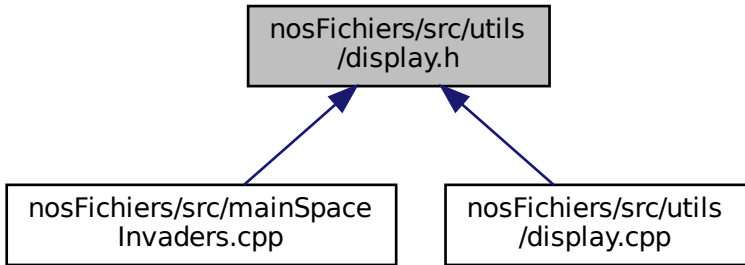 nosFichiers/src/utils
/display.h
nosFichiers/src/mainSpace
Invaders.cpp
nosFichiers/src/utils
/display.cpp